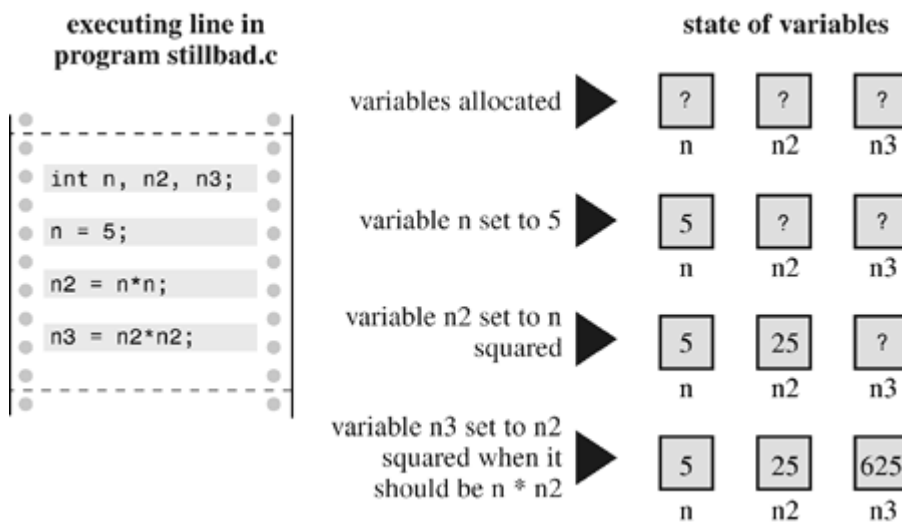 executing line in
program stillbad.c
int n, n2, n3;
n = 5;
n2 = n*n;
n3 = n2*n2;
state of variables
variables allocated
? ? ?
n n2 n3
variable n set to 5
5 ? ?
n n2 n3
variable n2 set to n
squared
5 25 ?
n n2 n3
variable n3 set to n2
squared when it
should be n * n2
5 25 625
n n2 n3